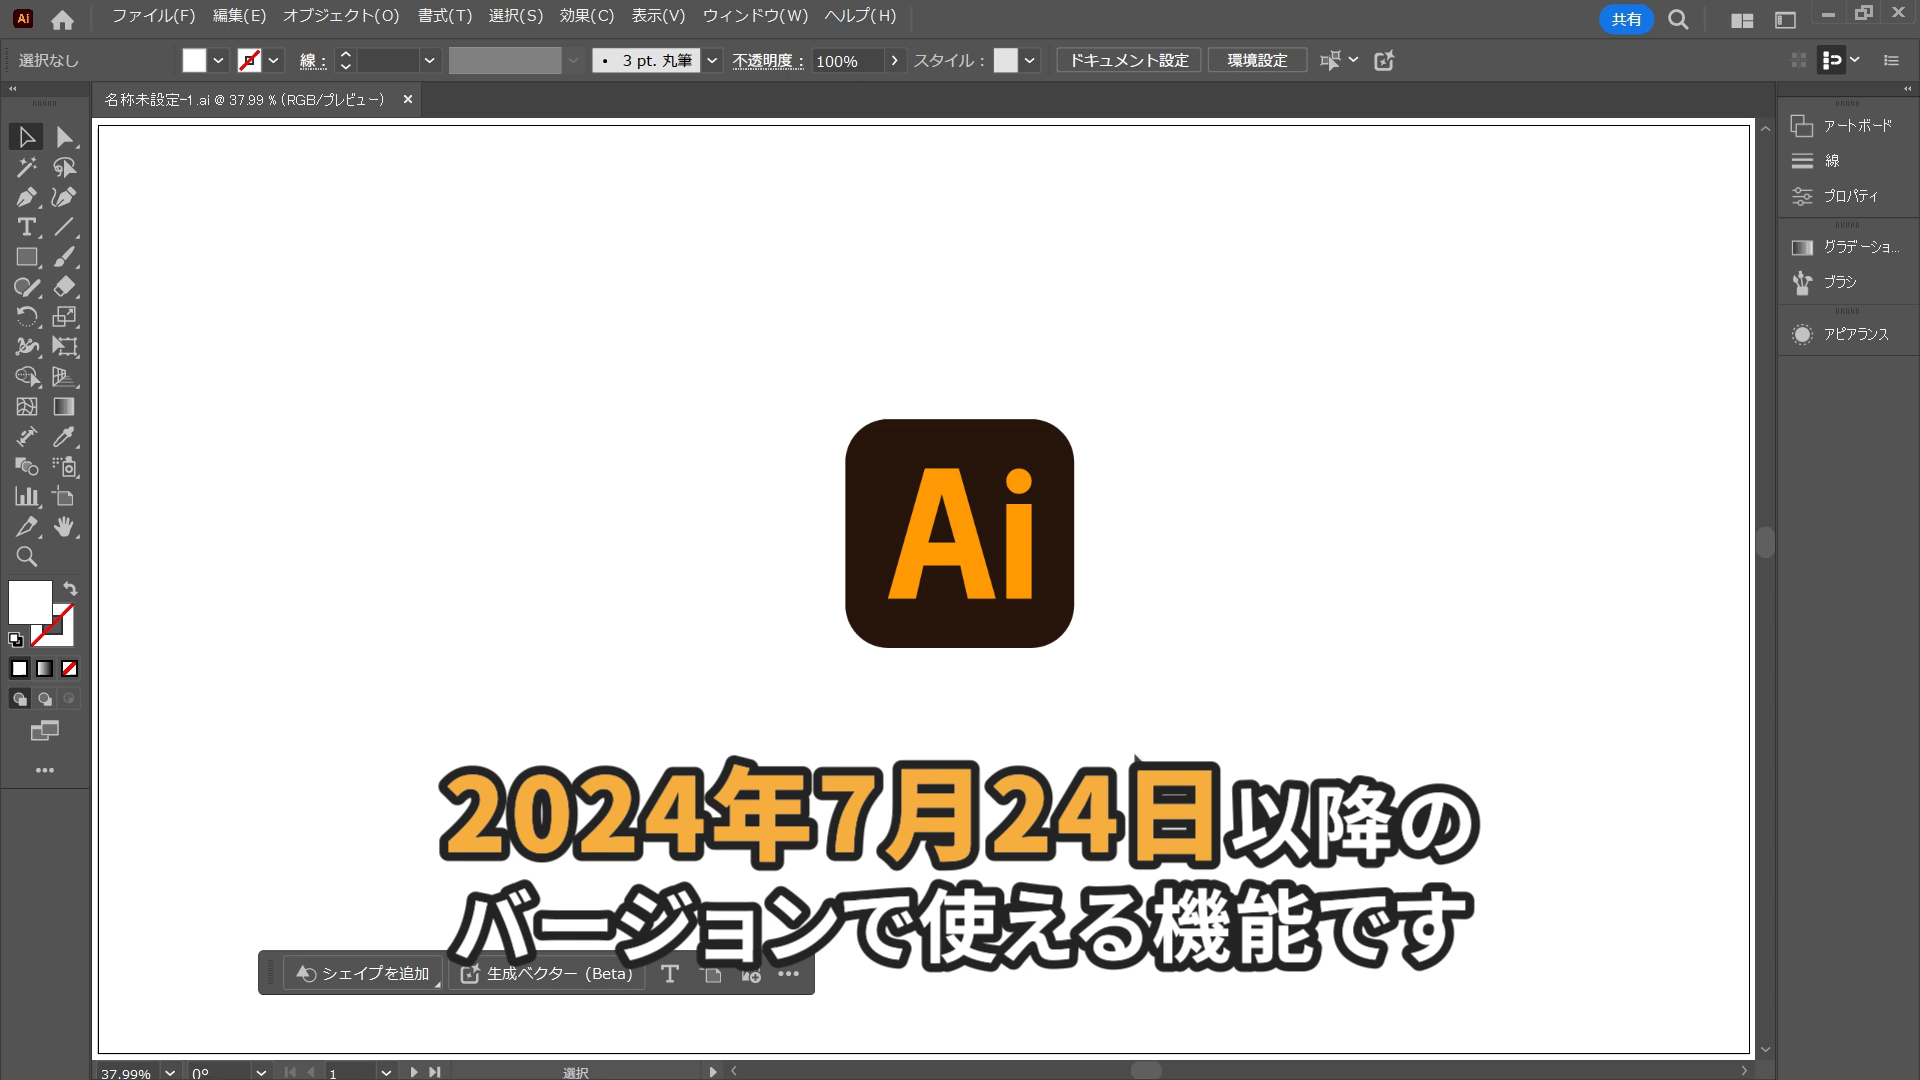 Ai
ファイル(F) 編集(E) オブジェクト(O) 書式(T) 選択(S) 効果(C) 表示(V) ウィンドウ(W) ヘルプ(H)
共有
選択なし
線：
3 pt. 丸筆
不透明度：
100%
スタイル：
ドキュメント設定
環境設定
名称未設定-1.ai @ 37.99 % (RGB/プレビュー)
アートボード
線
プロパティ
グラデーショ...
ブラシ
アピアランス
Ai
2024年7月24日以降の
バージョンで使える機能です
シェイプを追加
生成ベクター (Beta)
37.99%
0°
1
選択